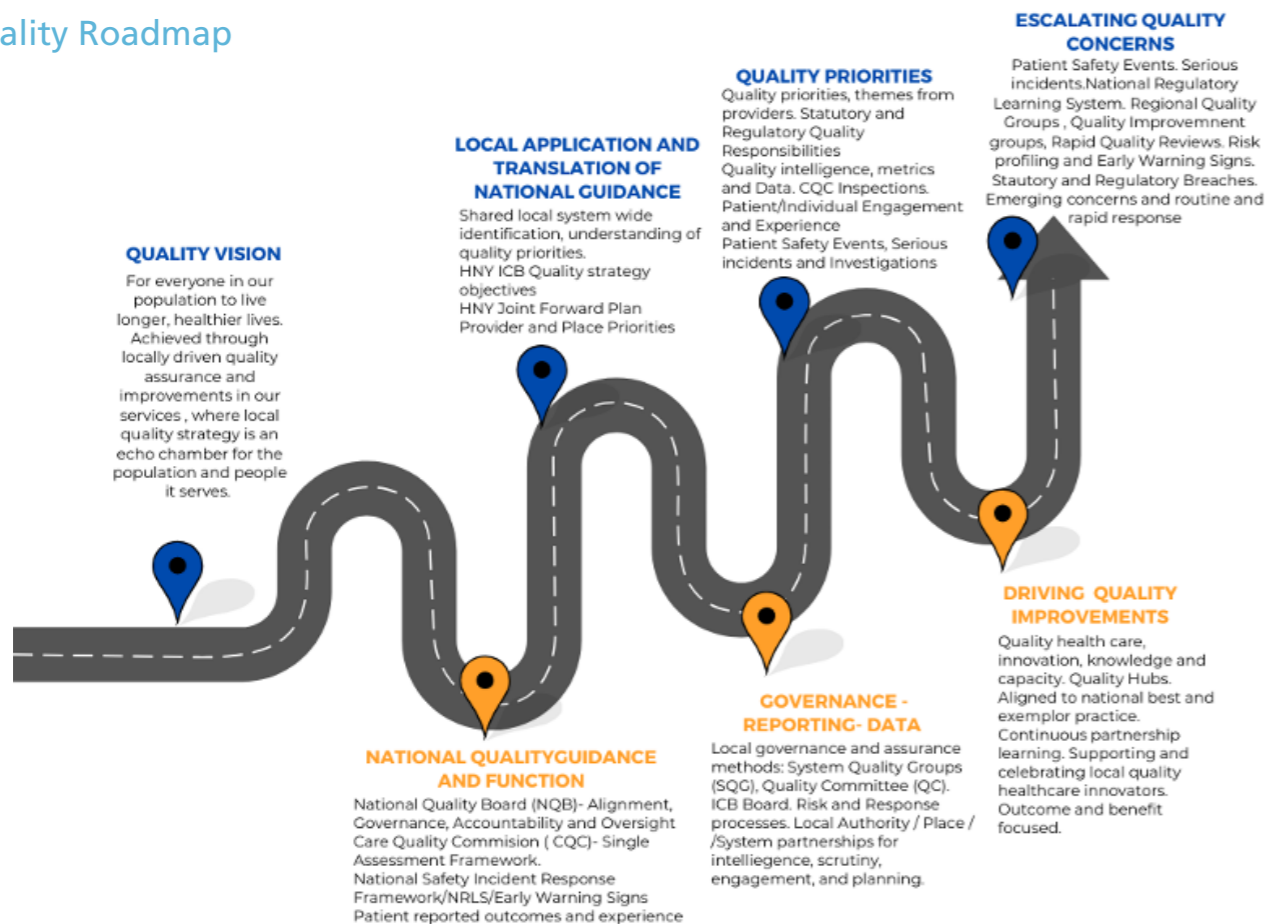 ality Roadmap
QUALITY VISION
For everyone in our
population to live
longer, healthier lives.
Achieved through
locally driven quality
assurance and
improvements in our
services , where local
quality strategy is an
echo chamber for the
population and people
it serves.
NATIONAL QUALITYGUIDANCE
AND FUNCTION
National Quality Board (NQB)- Alignment,
Governance, Accountability and Oversight
Care Quality Commision ( CQC)- Single
Assessment Framework.
National Safety Incident Response
Framework/NRLS/Early Warning Signs
Patient reported outcomes and experience
LOCAL APPLICATION AND
TRANSLATION OF
NATIONAL GUIDANCE
Shared local system wide
identification, understanding of
quality priorities.
HNY ICB Quality strategy
objectives
HNY Joint Forward Plan
Provider and Place Priorities
GOVERNANCE -
REPORTING- DATA
Local governance and assurance
methods: System Quality Groups
(SQG), Quality Committee (QC).
ICB Board. Risk and Response
processes. Local Authority / Place /
/System partnerships for
intelliegence, scrutiny,
engagement, and planning.
QUALITY PRIORITIES
Quality priorities, themes from
providers. Statutory and
Regulatory Quality
Responsibilities
Quality intelligence, metrics
and Data. CQC Inspections.
Patient/Individual Engagement
and Experience
Patient Safety Events, Serious
incidents and Investigations
DRIVING QUALITY
IMPROVEMENTS
Quality health care,
innovation, knowledge and
capacity. Quality Hubs.
Aligned to national best and
exemplor practice.
Continuous partnership
learning. Supporting and
celebrating local quality
healthcare innovators.
Outcome and benefit
focused.
ESCALATING QUALITY
CONCERNS
Patient Safety Events. Serious
incidents.National Regulatory
Learning System. Regional Quality
Groups , Quality Improvemnent
groups, Rapid Quality Reviews. Risk
profiling and Early Warning Signs.
Stautory and Regulatory Breaches.
Emerging concerns and routine and
rapid response